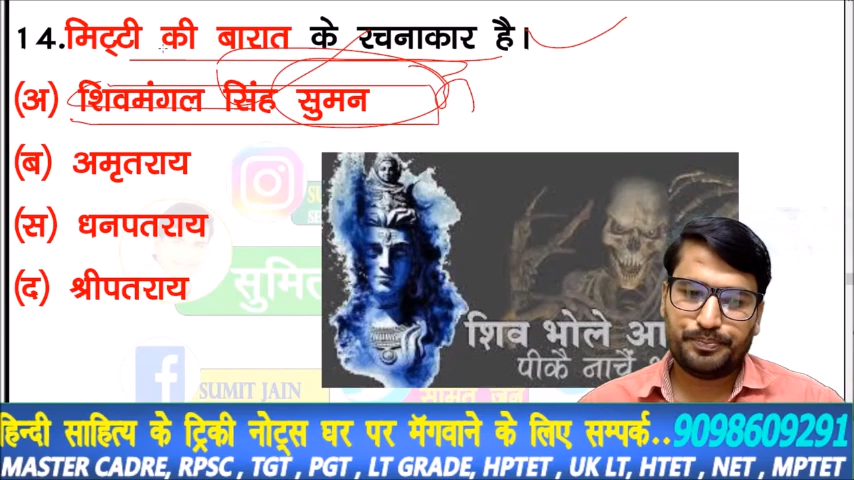 14.मिट्टी की बारात के रचनाकार है।
(अ) शिवमंगल सिंह सुमन
(ब) अमृतराय
(स) धनपतराय
(द) श्रीपतराय
सुमित
शिव भोले
पीकै नाचैं
SUMIT JAIN
हिन्दी साहित्य के ट्रिकी नोट्स घर पर मॅगवाने के लिए सम्पर्क..9098609291
MASTER CADRE, RPSC , TGT , PGT , LT GRADE, HPTET , UK LT, HTET , NET , MPTET